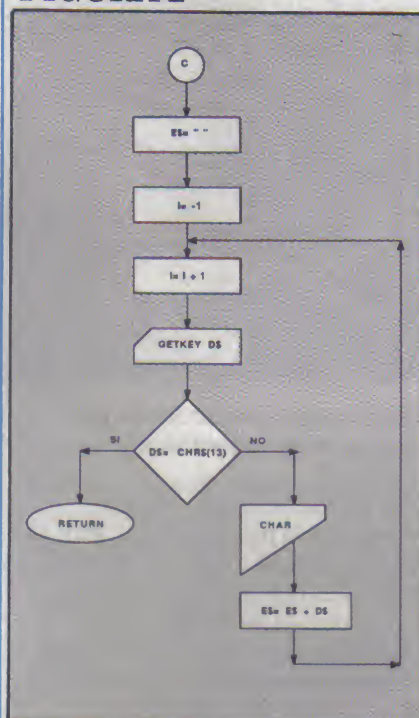 C
E$= " "
I= -1
I= I + 1
GETKEY D$
D$= CHR$(13)
SI
NO
RETURN
CHAR
E$= E$ + D$